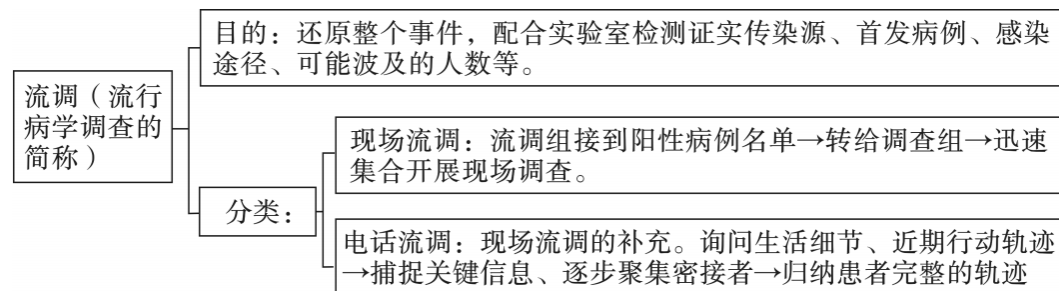 目的：还原整个事件，配合实验室检测证实传染源、首发病例、感染
途径、可能波及的人数等。
流调（流行
病学调查的
简称）
现场流调：流调组接到阳性病例名单→转给调查组→迅速
集合开展现场调查。
分类：
电话流调：现场流调的补充。询问生活细节、近期行动轨迹
→捕捉关键信息、逐步聚集密接者→归纳患者完整的轨迹